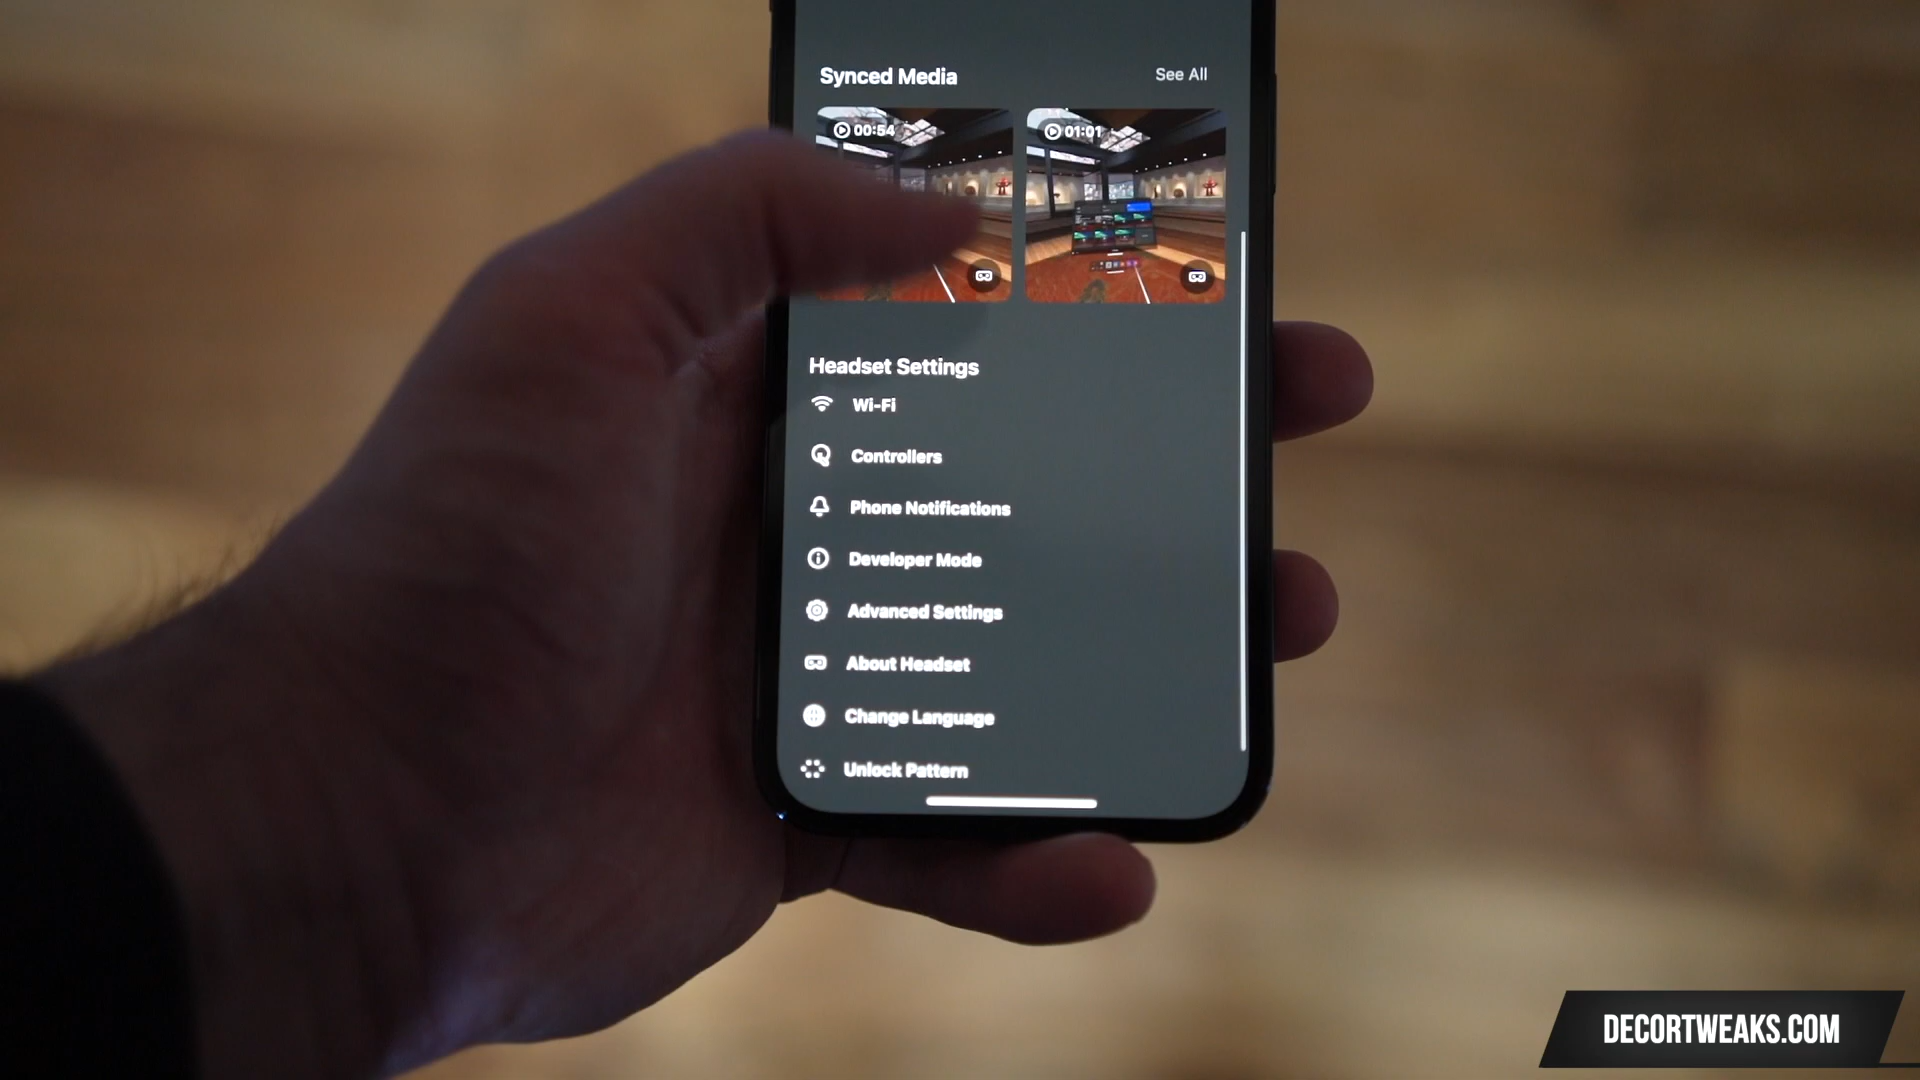 Synced Media
See All
00:54
01:01
Headset Settings
Wi-Fi
Controllers
Phone Notifications
Developer Mode
Advanced Settings
About Headset
Change Language
Unlock Pattern
DECORTWEAKS.COM